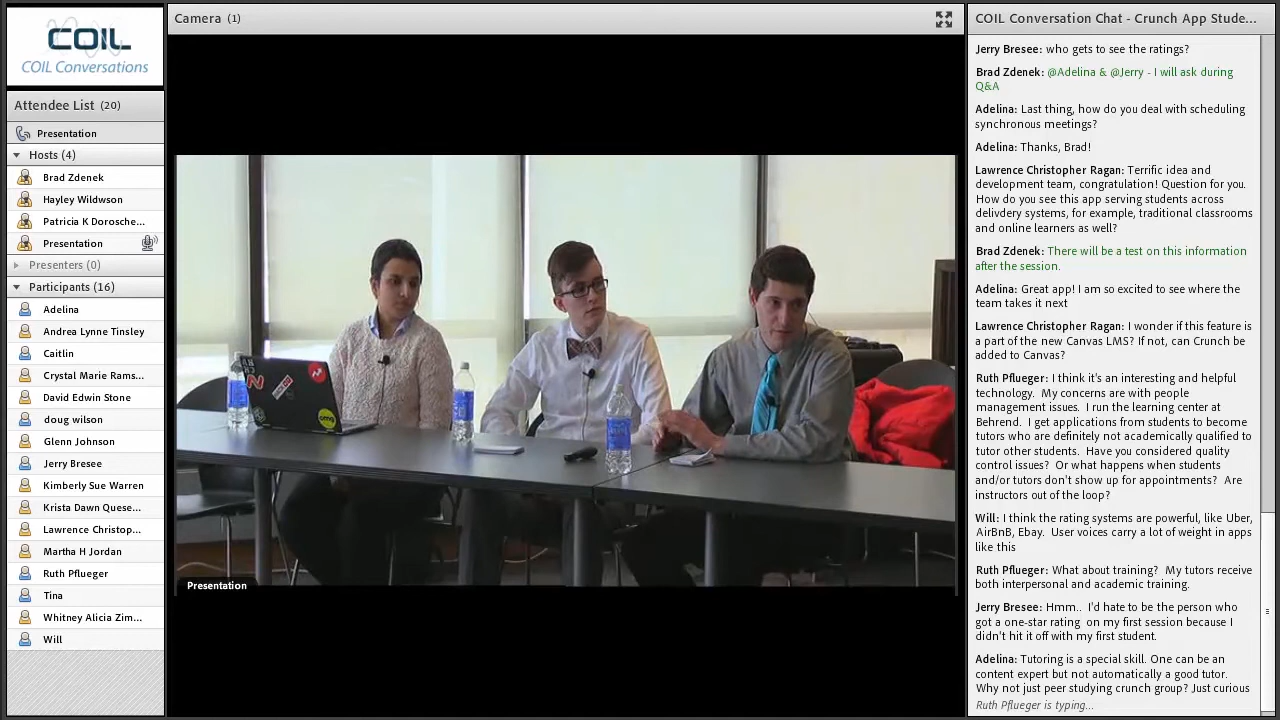 COIL
COIL Conversations
Attendee List (20)
Presentation
Hosts (4)
Brad Zdenek
Hayley Wildwson
Patricia K Dorosche...
Presentation
Presenters (0)
Participants (16)
Adelina
Andrea Lynne Tinsley
Caitlin
Crystal Marie Rams...
David Edwin Stone
doug wilson
Glenn Johnson
Jerry Bresee
Kimberly Sue Warren
Krista Dawn Quese...
Lawrence Christop...
Martha H Jordan
Ruth Pflueger
Tina
Whitney Alicia Zim...
Will
Camera (1)
Presentation
COIL Conversation Chat - Crunch App Stude...
Jerry Bresee: who gets to see the ratings?
Brad Zdenek: @Adelina & @Jerry - I will ask during
Q&A
Adelina: Last thing, how do you deal with scheduling
synchronous meetings?
Adelina: Thanks, Brad!
Lawrence Christopher Ragan: Terrific idea and
development team, congratulation! Question for you.
How do you see this app serving students across
delivdery systems, for example, traditional classrooms
and online learners as well?
Brad Zdenek: There will be a test on this information
after the session.
Adelina: Great app! I am so excited to see where the
team takes it next
Lawrence Christopher Ragan: I wonder if this feature is
a part of the new Canvas LMS? If not, can Crunch be
added to Canvas?
Ruth Pflueger: I think it's an interesting and helpful
technology. My concerns are with people
management issues. I run the learning center at
Behrend. I get applications from students to become
tutors who are definitely not academically qualified to
tutor other students. Have you considered quality
control issues? Or what happens when students
and/or tutors don't show up for appointments? Are
instructors out of the loop?
Will: I think the rating systems are powerful, like Uber,
AirBnB, Ebay. User voices carry a lot of weight in apps
like this
Ruth Pflueger: What about training? My tutors receive
both interpersonal and academic training.
Jerry Bresee: Hmm.. I'd hate to be the person who
got a one-star rating on my first session because I
didn't hit it off with my first student.
Adelina: Tutoring is a special skill. One can be an
content expert but not automatically a good tutor.
Why not just peer studying crunch group? Just curious
Ruth Pflueger is typing...